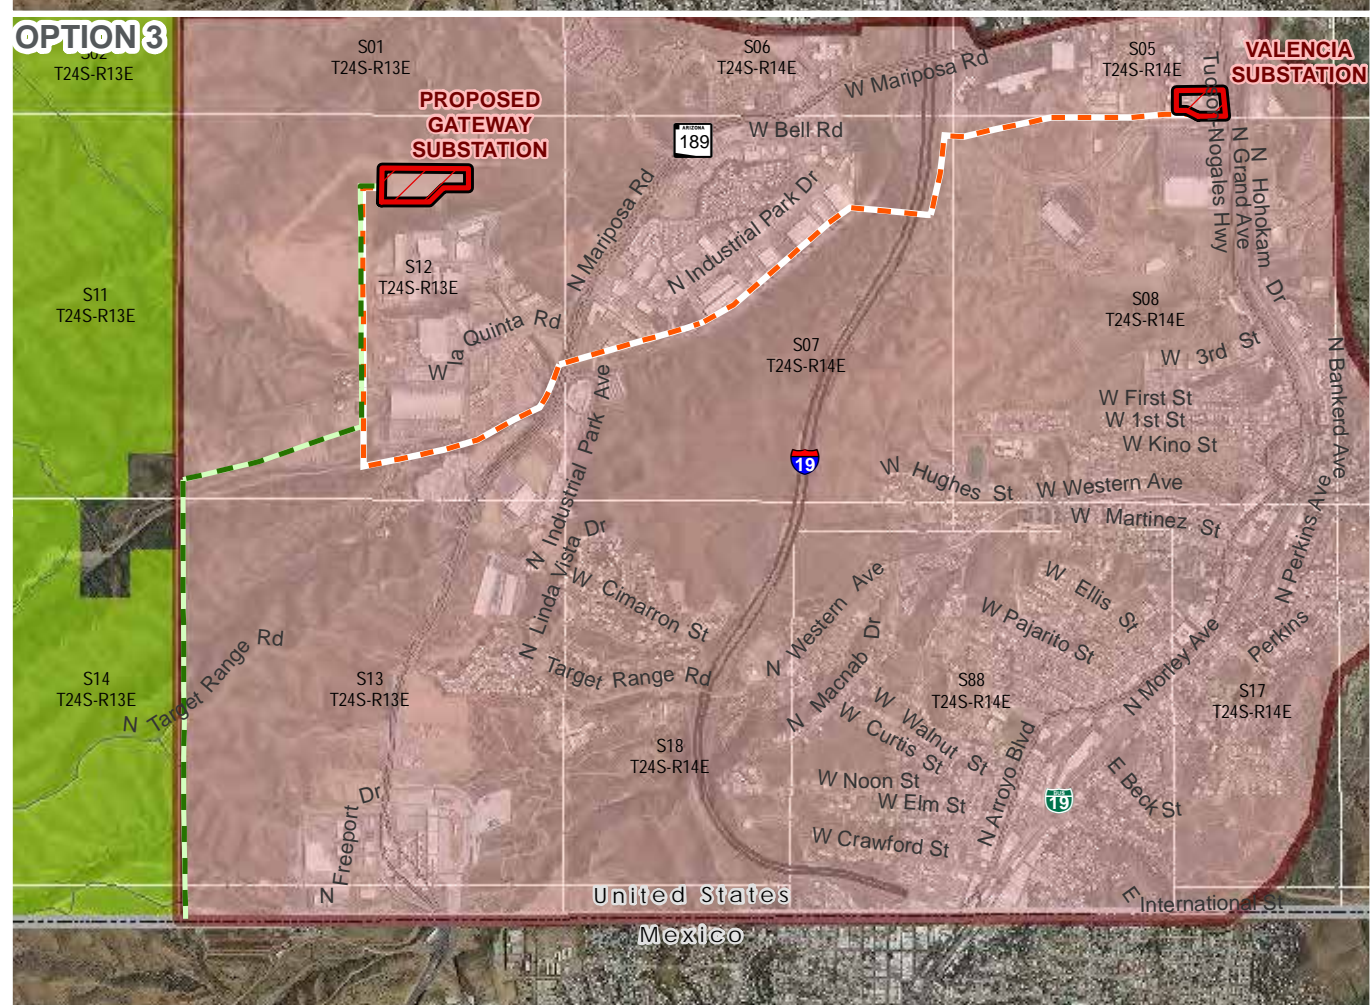 OPTION 3
S02
T24S-R13E
S01
T24S-R13E
S06
T24S-R14E
S05
T24S-R14E
VALENCIA
SUBSTATION
W Mariposa Rd
PROPOSED
GATEWAY
SUBSTATION
ARIZONA
189
W Bell Rd
Tucson-Nogales Hwy
N Grand Ave
N Hohokam Dr
N Mariposa Rd
N Industrial Park Dr
S12
T24S-R13E
S11
T24S-R13E
S08
T24S-R14E
W la Quinta Rd
S07
T24S-R14E
W 3rd St
N Bankerd Ave
W First St
W 1st St
W Kino St
N Industrial Park Ave
19
W Hughes St
W Western Ave
W Martinez St
N Perkins Ave
N Linda Vista Dr
W Cimarron St
N Western Ave
W Ellis St
W Pajarito St
Perkins
N Target Range Rd
Target Range Rd
N Macnab Dr
N Morley Ave
S14
T24S-R13E
S13
T24S-R13E
S88
T24S-R14E
S17
T24S-R14E
W Walnut St
W Curtis St
S18
T24S-R14E
N Arroyo Blvd
W Noon St
W Elm St
E Beck St
BUS
19
N Freeport Dr
W Crawford St
United States
E International St
Mexico